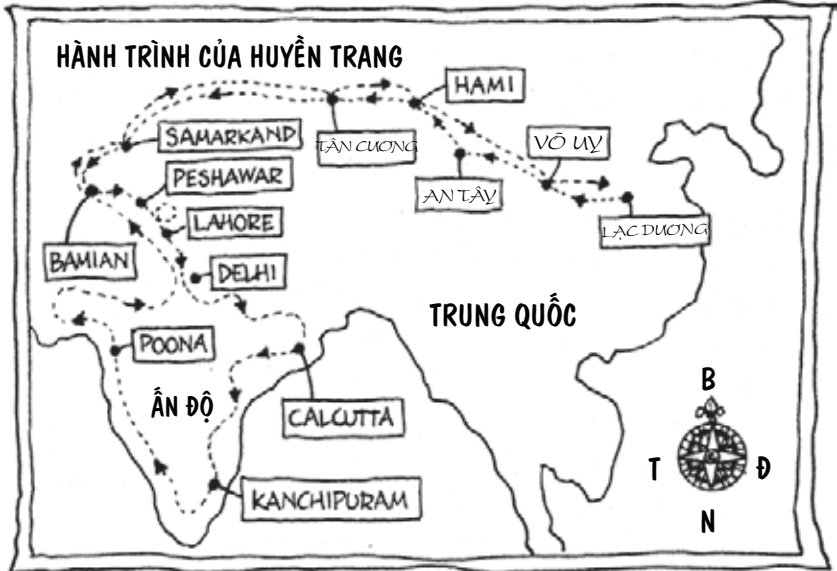 HÀNH TRÌNH CỦA HUYỀN TRANG
HAMI
SAMARKAND
TÂN CƯƠNG
VÕ UY
PESHAWAR
AN TÂY
LAHORE
LẠC DƯƠNG
BAMIAN
DELHI
TRUNG QUỐC
POONA
ẤN ĐỘ
CALCUTTA
KANCHIPURAM
B
T
Đ
N